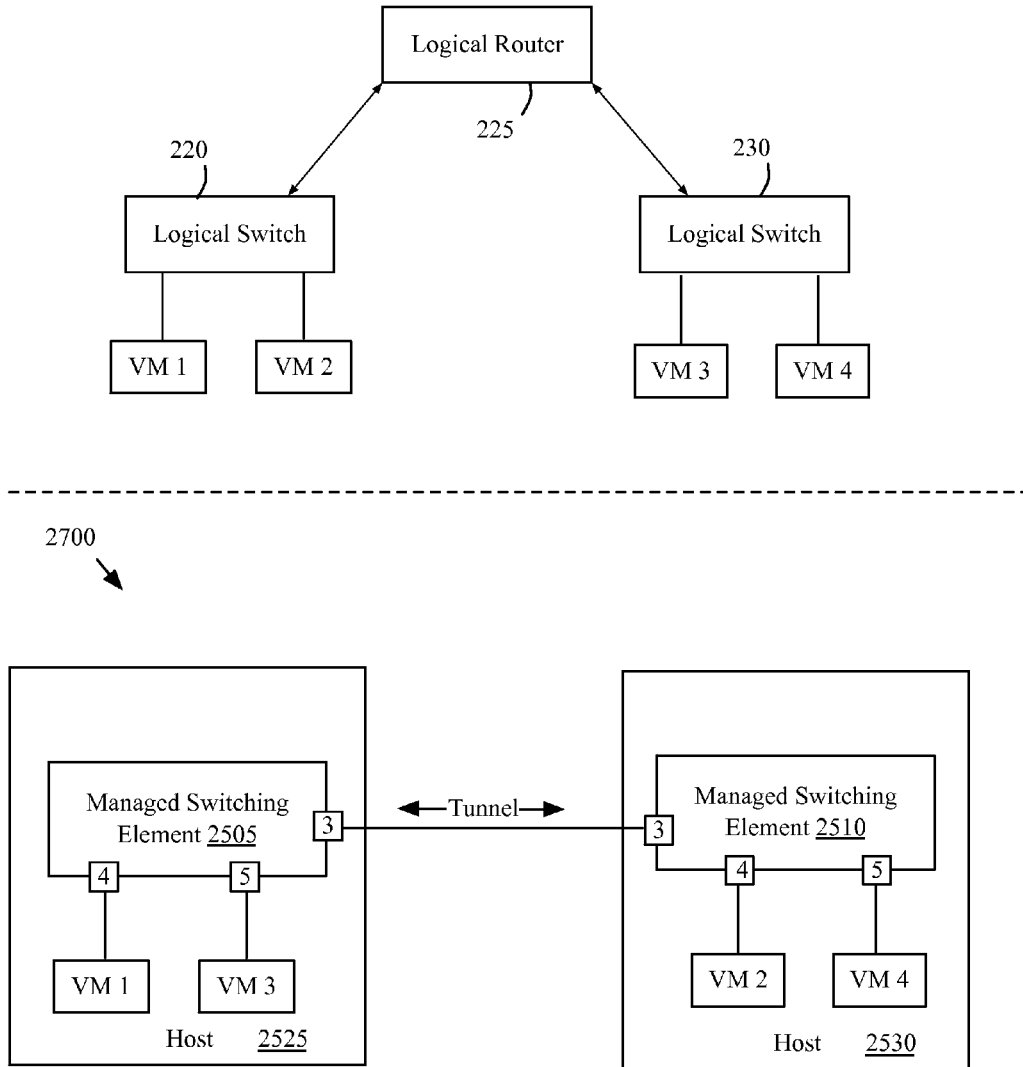 Logical Router
225
220
230
Logical Switch
Logical Switch
VM 1
VM 2
VM 3
VM 4
2700
Managed Switching
Element 2505
3
4
5
Tunnel
Managed Switching
Element 2510
3
4
5
VM 1
VM 3
VM 2
VM 4
Host 2525
Host 2530